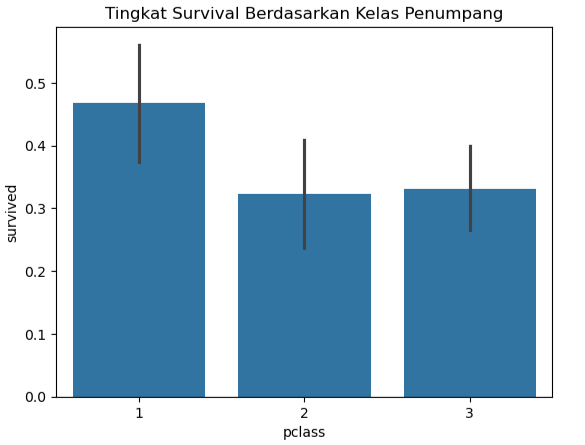 Tingkat Survival Berdasarkan Kelas Penumpang
survived
0.5
0.4
0.3
0.2
0.1
0.0
1 2 3
pclass